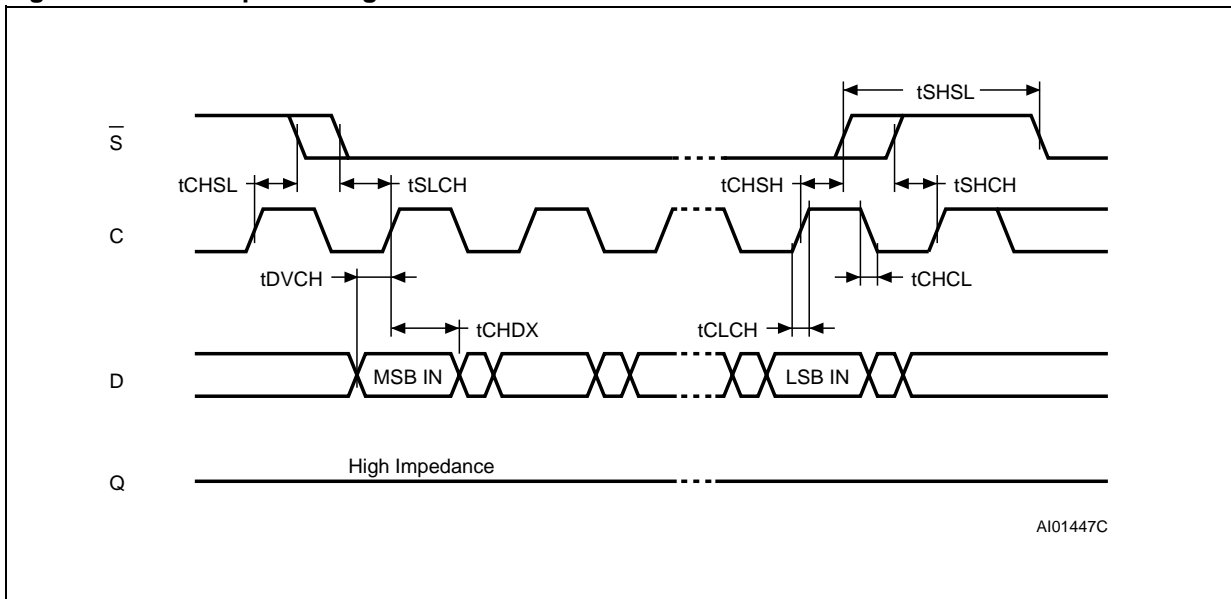 tSHSL
S
tCHSL
tSLCH
tCHSH
tSHCH
C
tDVCH
tCHCL
tCHDX
tCLCH
D
MSB IN
LSB IN
High Impedance
Q
AI01447C